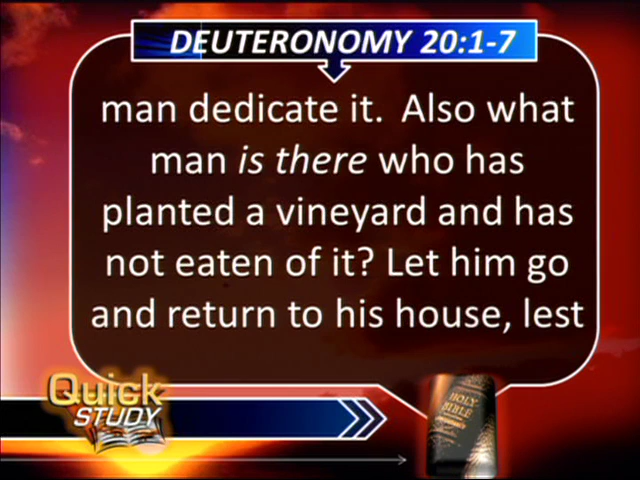 DEUTERONOMY 20:1-7
man dedicate it.  Also what
man is there who has
planted a vineyard and has
not eaten of it? Let him go
and return to his house, lest
Quick
STUDY
HOLY
BIBLE